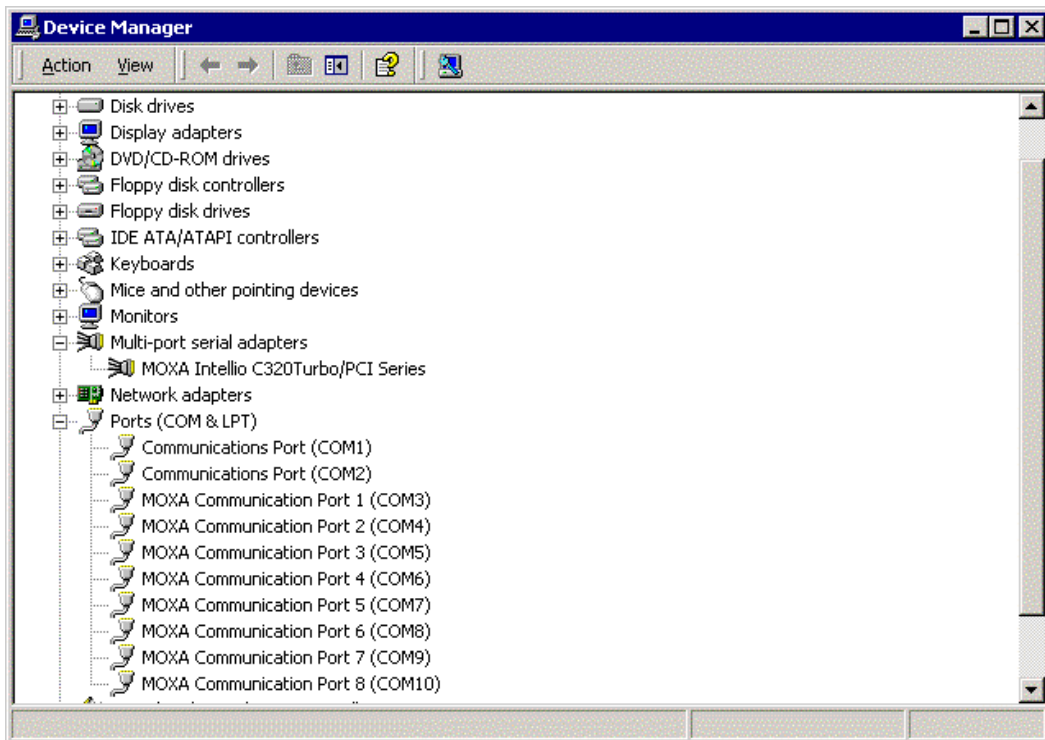 Device Manager
Action View
Disk drives
Display adapters
DVD/CD-ROM drives
Floppy disk controllers
Floppy disk drives
IDE ATA/ATAPI controllers
Keyboards
Mice and other pointing devices
Monitors
Multi-port serial adapters
MOXA Intellio C320Turbo/PCI Series
Network adapters
Ports (COM & LPT)
Communications Port (COM1)
Communications Port (COM2)
MOXA Communication Port 1 (COM3)
MOXA Communication Port 2 (COM4)
MOXA Communication Port 3 (COM5)
MOXA Communication Port 4 (COM6)
MOXA Communication Port 5 (COM7)
MOXA Communication Port 6 (COM8)
MOXA Communication Port 7 (COM9)
MOXA Communication Port 8 (COM10)